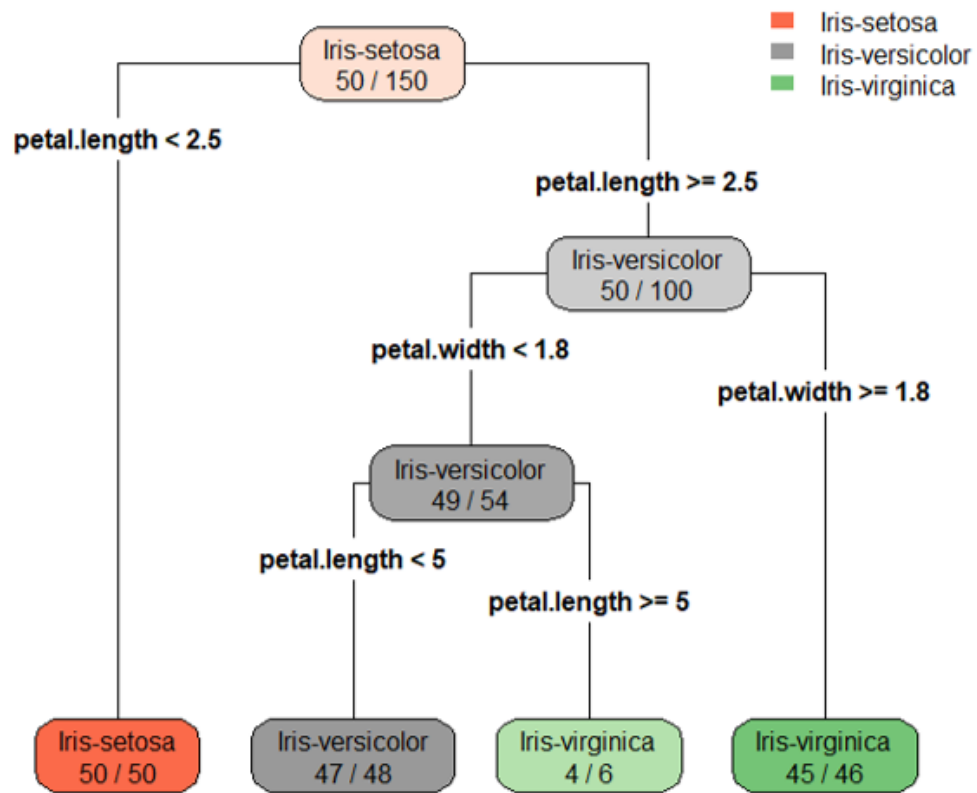 Iris-setosa
50 / 150
Iris-setosa
Iris-versicolor
Iris-virginica
petal.length < 2.5
petal.length >= 2.5
Iris-versicolor
50 / 100
petal.width < 1.8
petal.width >= 1.8
Iris-versicolor
49 / 54
petal.length < 5
petal.length >= 5
Iris-setosa
50 / 50
Iris-versicolor
47 / 48
Iris-virginica
4 / 6
Iris-virginica
45 / 46